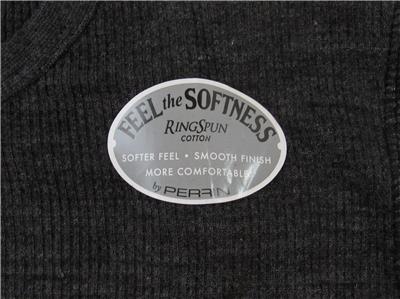 FEEL the SOFTNESS
RINGSPUN
COTTON
SOFTER FEEL • SMOOTH FINISH
MORE COMFORTABLE
by PERRIN